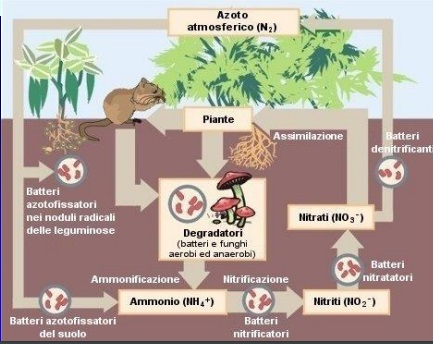 Azoto
atmosferico (N₂)
Piante
Assimilazione
Batteri
denitrificanti
Batteri
azotofissatori
nei noduli radicali
delle leguminose
Degradatori
(batteri e funghi
aerobi ed anaerobi)
Nitrati (NO₃⁻)
Batteri
nitratatori
Ammonificazione
Nitrificazione
Ammonio (NH₄⁺)
Nitriti (NO₂⁻)
Batteri azotofissatori
del suolo
Batteri
nitrificatori